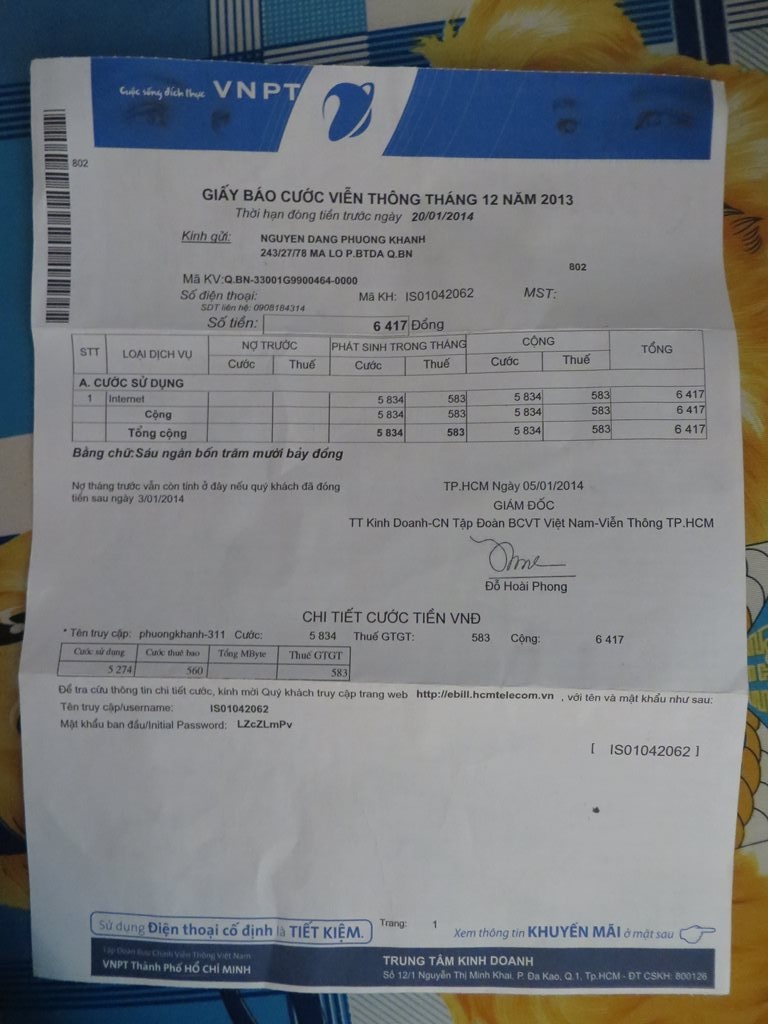 Cuộc sống đích thực VNPT
802
GIẤY BÁO CƯỚC VIỄN THÔNG THÁNG 12 NĂM 2013
Thời hạn đóng tiền trước ngày 20/01/2014
Kính gửi: NGUYEN DANG PHUONG KHANH
243/27/78 MA LO P.BTDA Q.BN
802
Mã KV:Q.BN-33001G9900464-0000
Số điện thoại: Mã KH: IS01042062 MST:
SDT liên hệ: 0908184314
Số tiền: 6 417 Đồng
STT LOẠI DỊCH VỤ NỢ TRƯỚC PHÁT SINH TRONG THÁNG CỘNG TỔNG
Cước Thuế Cước Thuế Cước Thuế
A. CƯỚC SỬ DỤNG
1 Internet 5 834 583 5 834 583 6 417
Cộng 5 834 583 5 834 583 6 417
Tổng cộng 5 834 583 5 834 583 6 417
Bằng chữ:Sáu ngàn bốn trăm mười bảy đồng
Nợ tháng trước vẫn còn tính ở đây nếu quý khách đã đóng
tiền sau ngày 3/01/2014
TP.HCM Ngày 05/01/2014
GIÁM ĐỐC
TT Kinh Doanh-CN Tập Đoàn BCVT Việt Nam-Viễn Thông TP.HCM
Đỗ Hoài Phong
CHI TIẾT CƯỚC TIỀN VNĐ
* Tên truy cập: phuongkhanh-311 Cước: 5 834 Thuế GTGT: 583 Cộng: 6 417
Cước sử dụng Cước thuê bao Tổng MByte Thuế GTGT
5 274 560 583
Để tra cứu thông tin chi tiết cước, kính mời Quý khách truy cập trang web http://ebill.hcmtelecom.vn , với tên và mật khẩu như sau:
Tên truy cập/username: IS01042062
Mật khẩu ban đầu/Initial Password: LZcZLmPv
[ IS01042062 ]
Sử dụng Điện thoại cố định là TIẾT KIỆM.
Trang: 1
Xem thông tin KHUYẾN MÃI ở mặt sau
Tập Đoàn Bưu Chính Viễn Thông Việt Nam
VNPT Thành Phố HỒ CHÍ MINH
TRUNG TÂM KINH DOANH
Số 12/1 Nguyễn Thị Minh Khai, P. Đa Kao, Q.1, Tp.HCM - ĐT CSKH: 800126